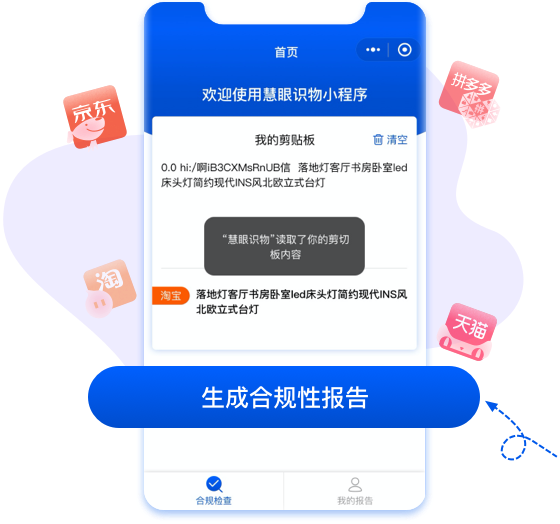 首页
欢迎使用慧眼识物小程序
京东
拼多多
我的剪贴板
清空
0.0 hi:/啊iB3CXMsRnUB信 落地灯客厅书房卧室led
床头灯简约现代INS风北欧立式台灯
“慧眼识物”读取了你的剪切
板内容
淘
淘宝
落地灯客厅书房卧室led床头灯简约现代INS风
北欧立式台灯
天猫
生成合规性报告
合规检查
我的报告